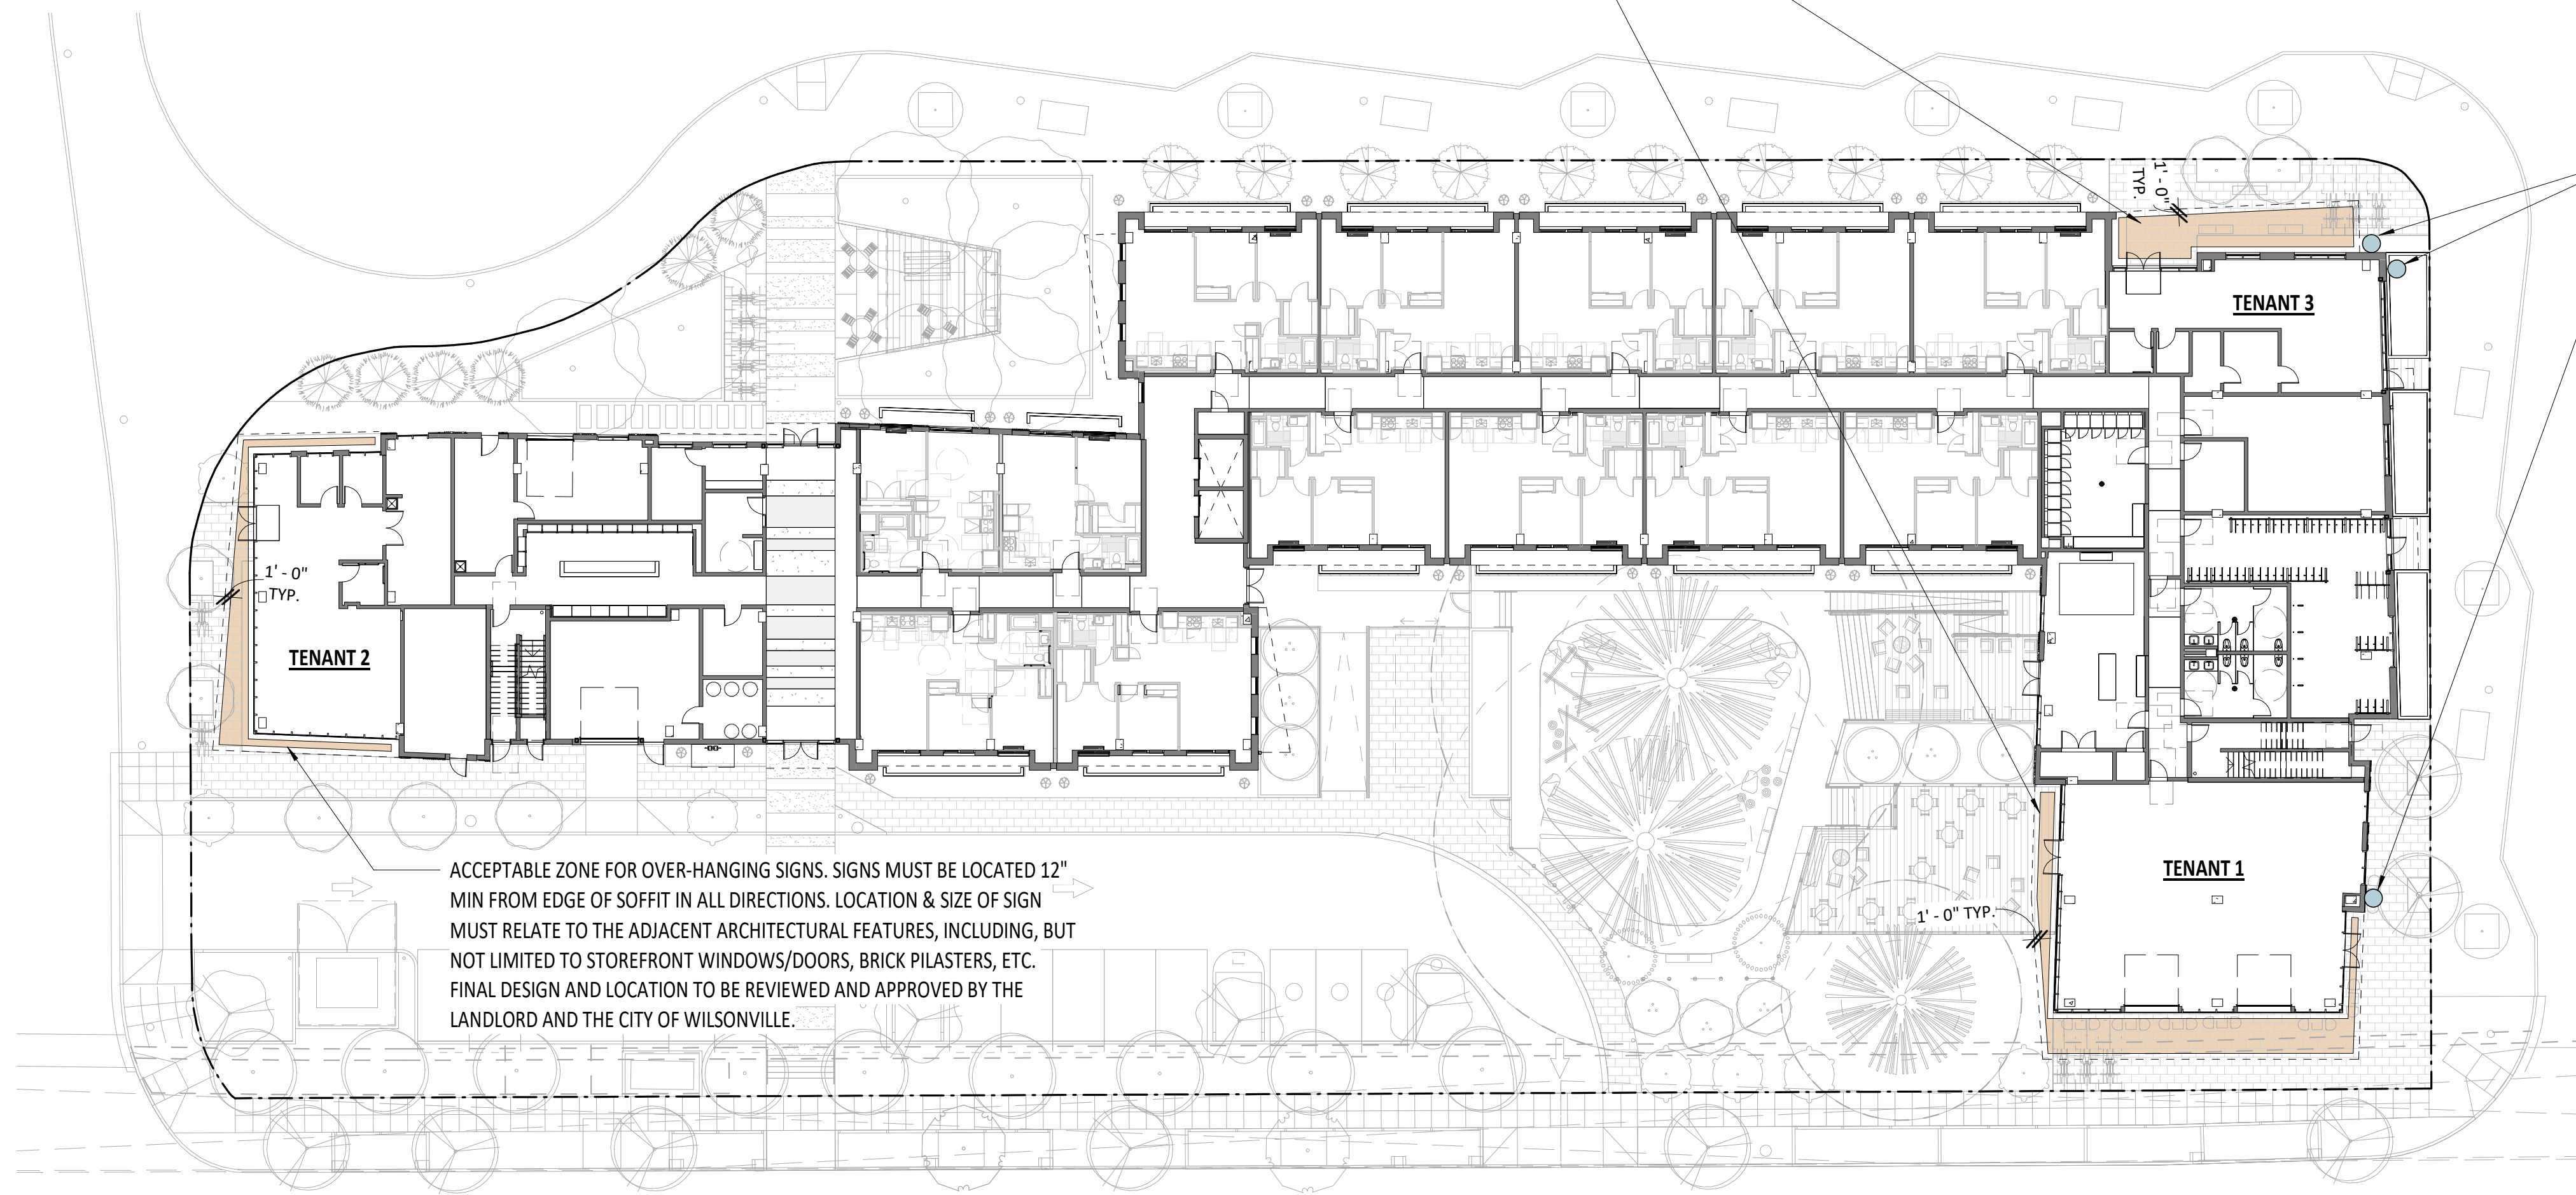 1' - 0"
TYP.
TENANT 3
1' - 0"
TYP.
TENANT 2
TENANT 1
1' - 0" TYP.
ACCEPTABLE ZONE FOR OVER-HANGING SIGNS. SIGNS MUST BE LOCATED 12"
MIN FROM EDGE OF SOFFIT IN ALL DIRECTIONS. LOCATION & SIZE OF SIGN
MUST RELATE TO THE ADJACENT ARCHITECTURAL FEATURES, INCLUDING, BUT
NOT LIMITED TO STOREFRONT WINDOWS/DOORS, BRICK PILASTERS, ETC.
FINAL DESIGN AND LOCATION TO BE REVIEWED AND APPROVED BY THE
LANDLORD AND THE CITY OF WILSONVILLE.